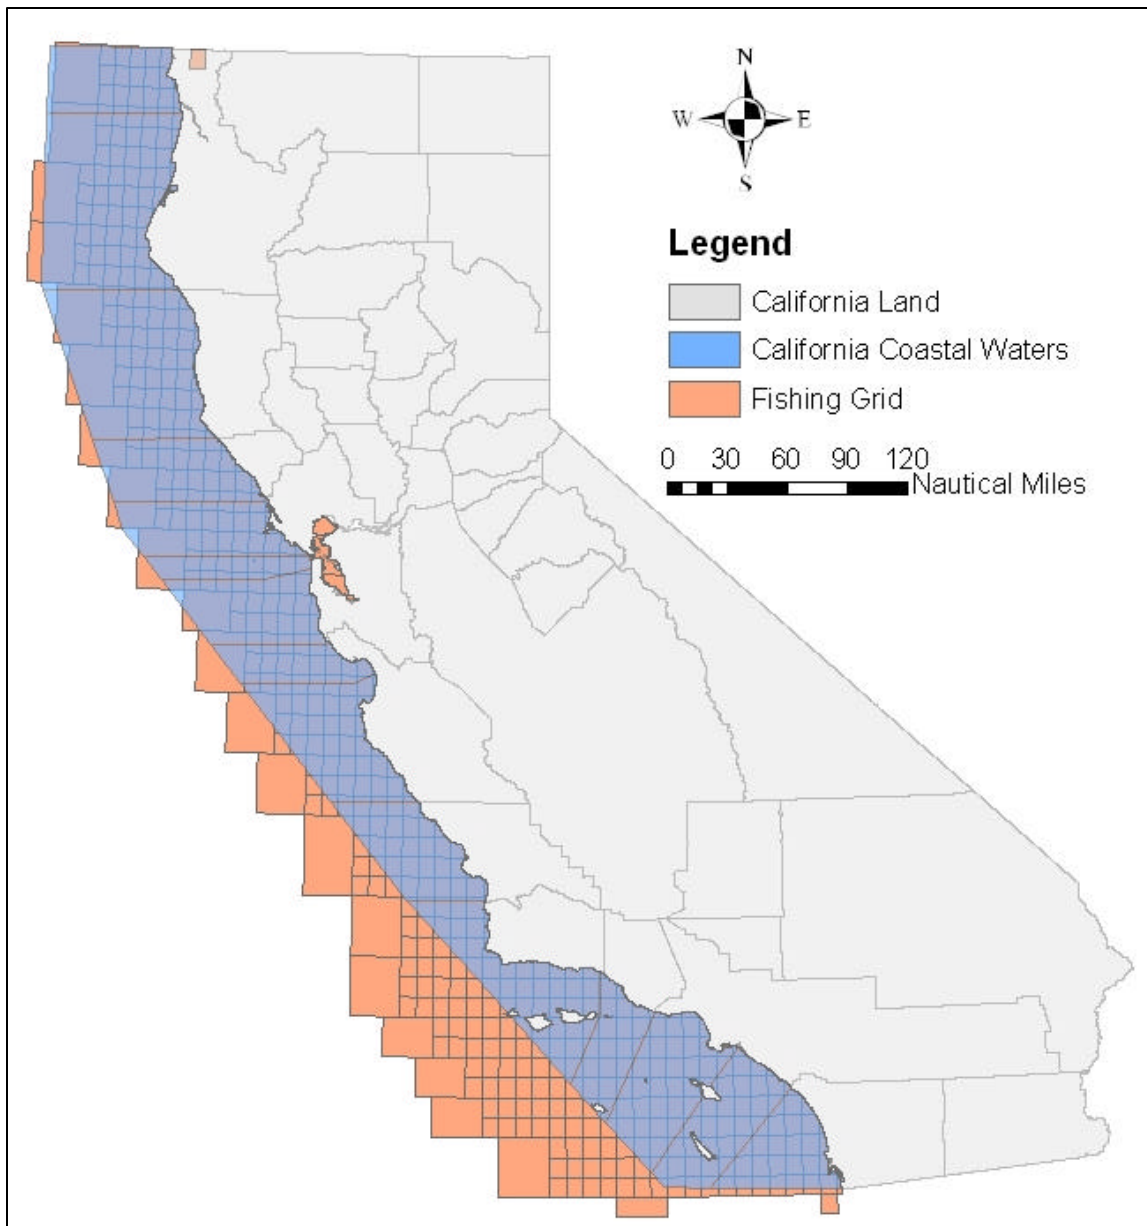 N
W E
S
Legend
California Land
California Coastal Waters
Fishing Grid
0 30 60 90 120
Nautical Miles